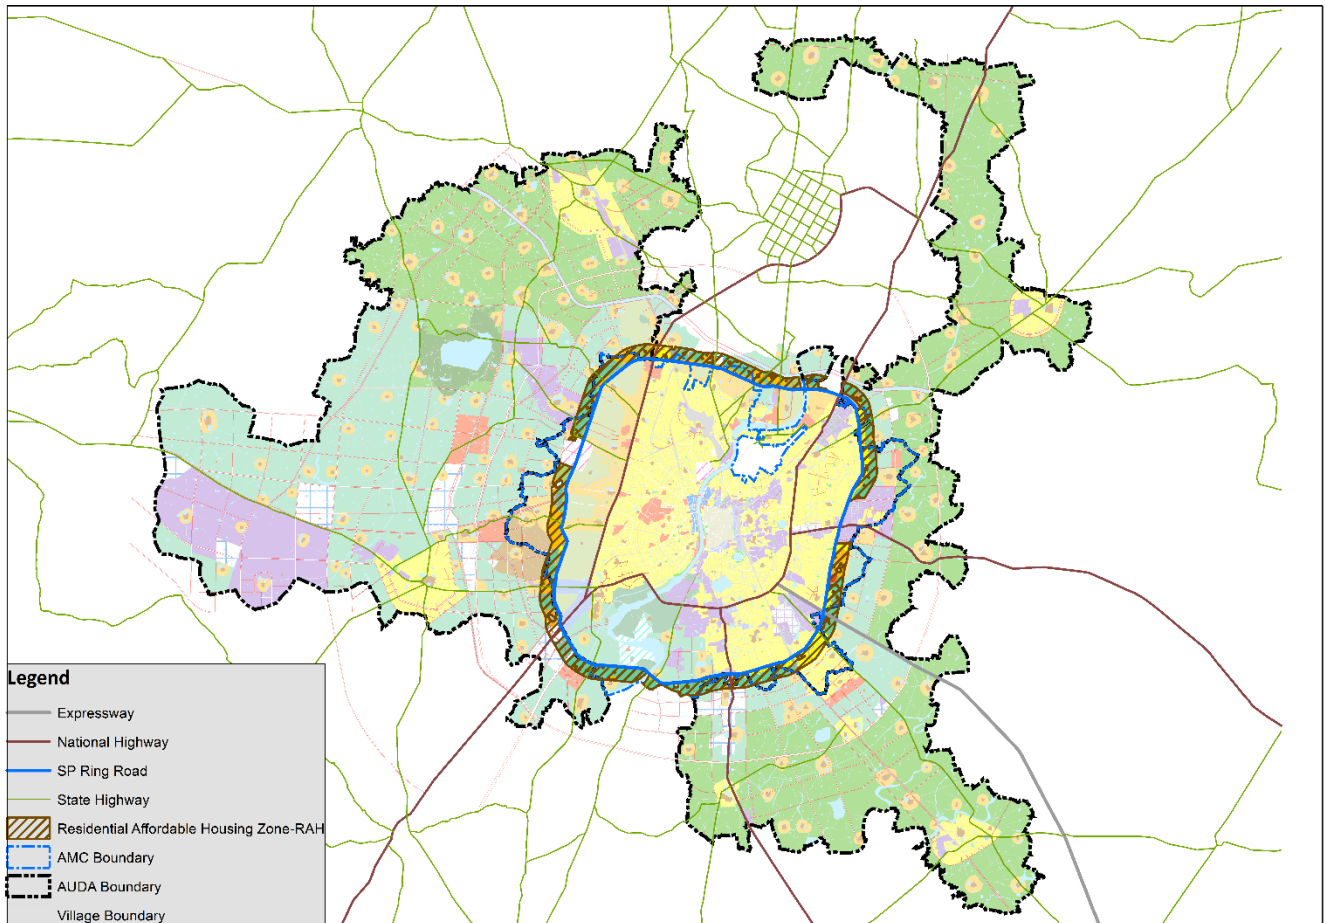 Legend
Expressway
National Highway
SP Ring Road
State Highway
Residential Affordable Housing Zone-RAH
AMC Boundary
AUDA Boundary
Village Boundary